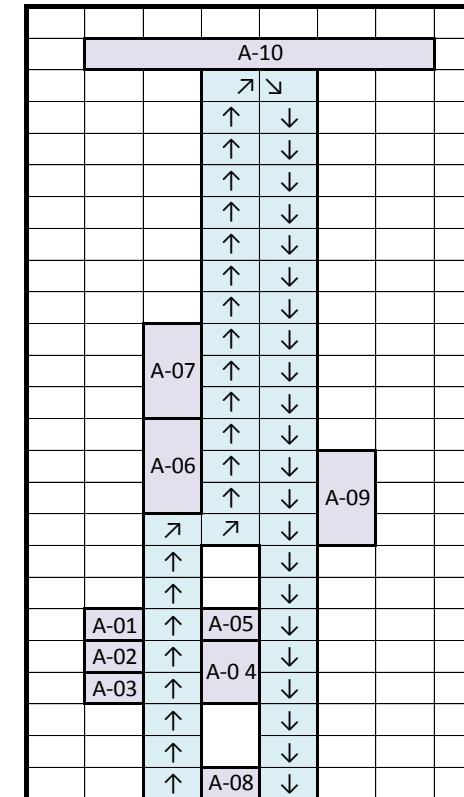 A-10
↗ ↘
↑ ↓
↑ ↓
↑ ↓
↑ ↓
↑ ↓
↑ ↓
↑ ↓
↑ ↓
A-07 ↑ ↓
↑ ↓
↑ ↓
A-06 ↑ ↓
↑ ↓ A-09
↗ ↗ ↓
↑ ↓
↑ ↓
A-01 ↑ A-05 ↓
A-02 ↑ A-0 4 ↓
A-03 ↑ ↓
↑ ↓
↑ ↓
↑ A-08 ↓